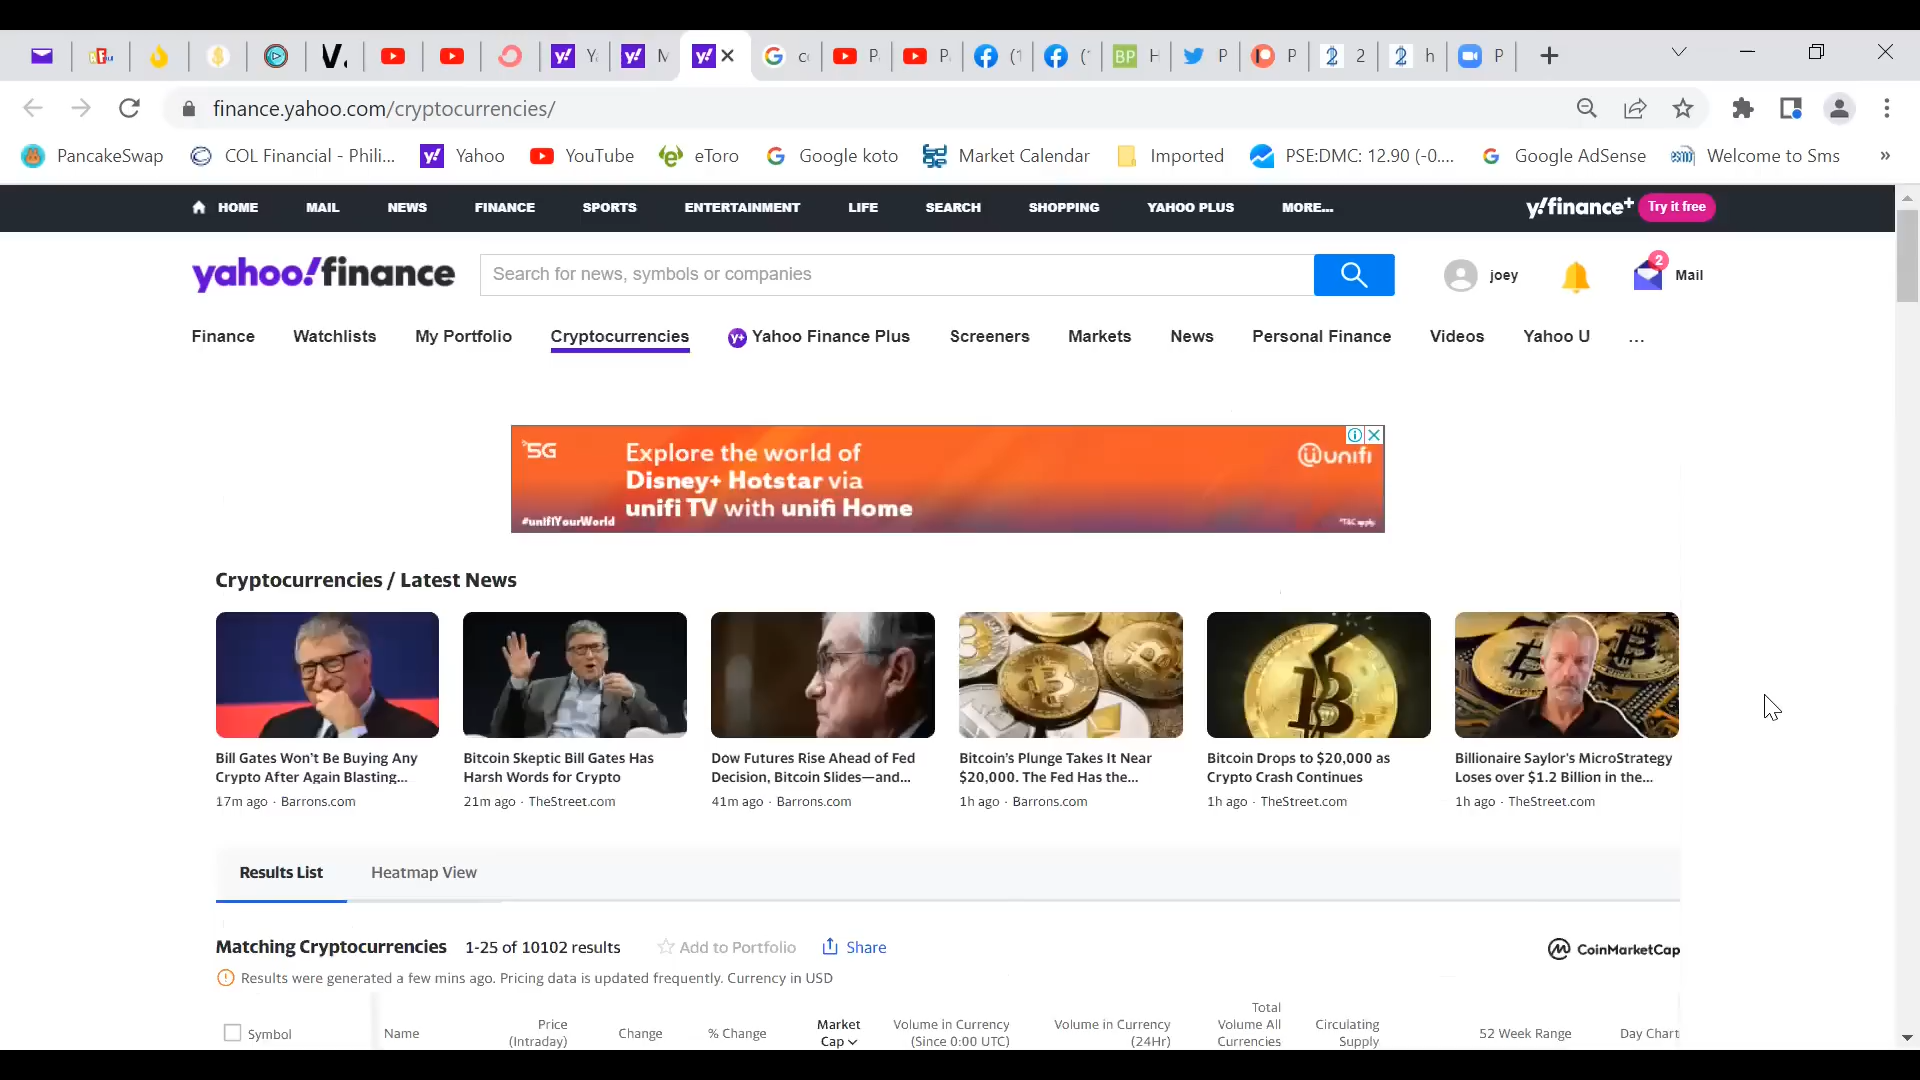 Y
M
c
P
P
(1
(
H
P
P
2
h
P
finance.yahoo.com/cryptocurrencies/
PancakeSwap COL Financial - Phili... Yahoo YouTube eToro Google koto Market Calendar Imported PSE:DMC: 12.90 (-0.... Google AdSense Welcome to Sms »
HOME MAIL NEWS FINANCE SPORTS ENTERTAINMENT LIFE SEARCH SHOPPING YAHOO PLUS MORE... y!finance+ Try it free
yahoo!finance Search for news, symbols or companies joey 2 Mail
Finance Watchlists My Portfolio Cryptocurrencies y+ Yahoo Finance Plus Screeners Markets News Personal Finance Videos Yahoo U ...
5G Explore the world of unifi
Disney+ Hotstar via
unifi TV with unifi Home
#unifiYourWorld *T&C apply.
Cryptocurrencies / Latest News
Bill Gates Won't Be Buying Any
Crypto After Again Blasting...
17m ago · Barrons.com
Bitcoin Skeptic Bill Gates Has
Harsh Words for Crypto
21m ago · TheStreet.com
Dow Futures Rise Ahead of Fed
Decision, Bitcoin Slides—and...
41m ago · Barrons.com
Bitcoin's Plunge Takes It Near
$20,000. The Fed Has the...
1h ago · Barrons.com
Bitcoin Drops to $20,000 as
Crypto Crash Continues
1h ago · TheStreet.com
Billionaire Saylor's MicroStrategy
Loses over $1.2 Billion in the...
1h ago · TheStreet.com
Results List Heatmap View
Matching Cryptocurrencies 1-25 of 10102 results Add to Portfolio Share CoinMarketCap
Results were generated a few mins ago. Pricing data is updated frequently. Currency in USD
Symbol
Name
Price
(Intraday)
Change
% Change
Market
Cap
Volume in Currency
(Since 0:00 UTC)
Volume in Currency
(24Hr)
Total
Volume All
Currencies
Circulating
Supply
52 Week Range
Day Chart